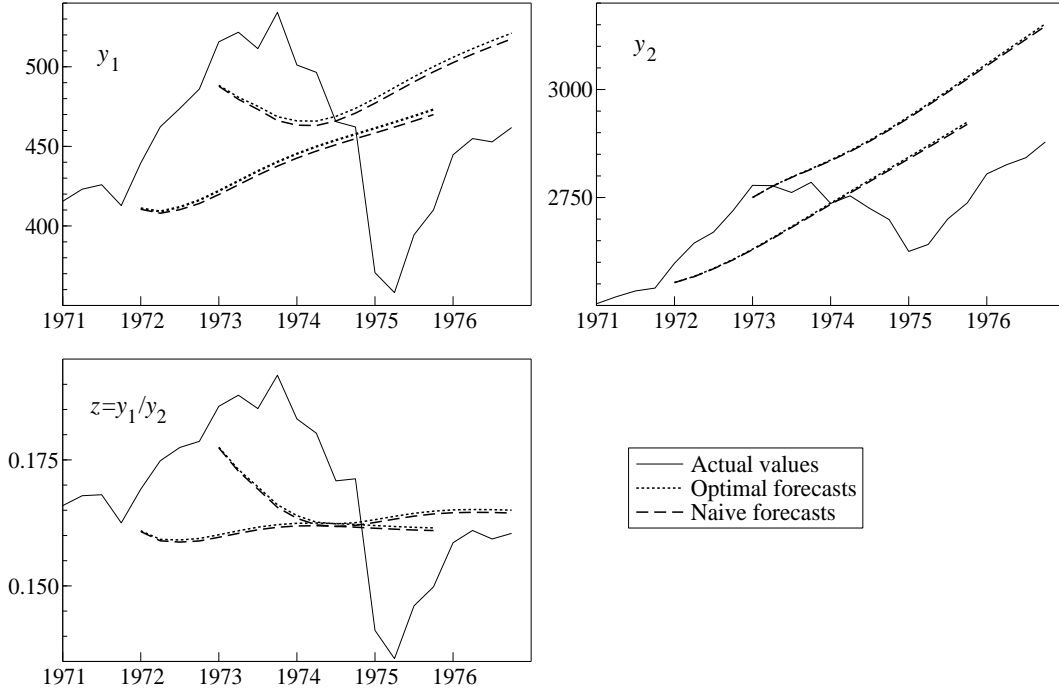 y1
500
450
400
1971 1972 1973 1974 1975 1976
y2
3000
2750
1971 1972 1973 1974 1975 1976
z=y1/y2
0.175
0.150
1971 1972 1973 1974 1975 1976
Actual values
Optimal forecasts
Naive forecasts